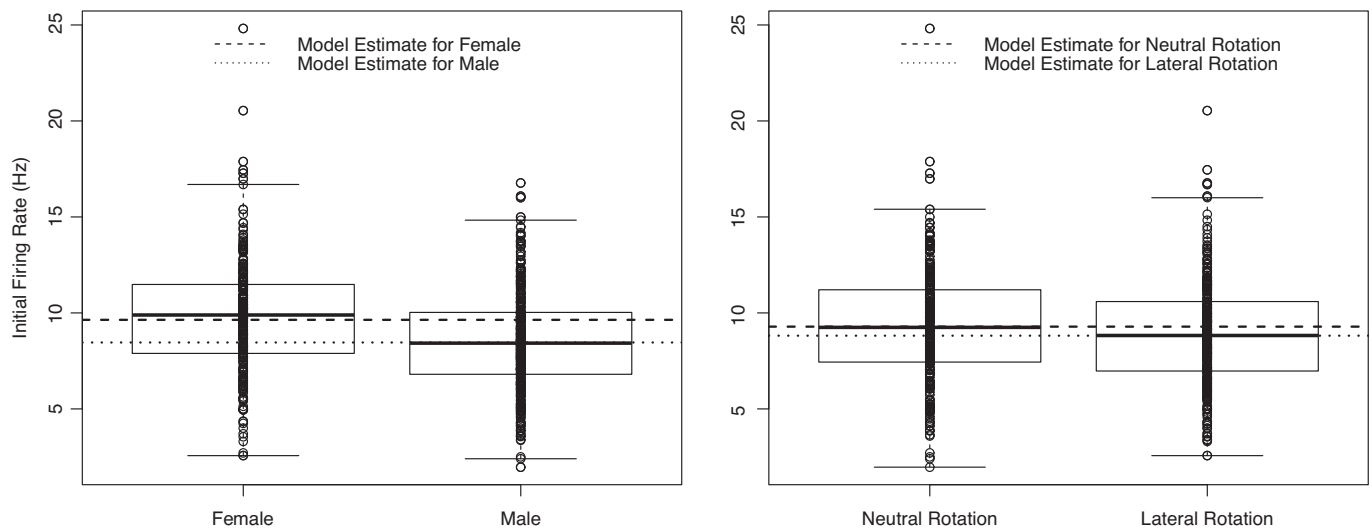 Initial Firing Rate (Hz)
25
20
15
10
5
Model Estimate for Female
Model Estimate for Male
Female
Male
25
20
15
10
5
Model Estimate for Neutral Rotation
Model Estimate for Lateral Rotation
Neutral Rotation
Lateral Rotation